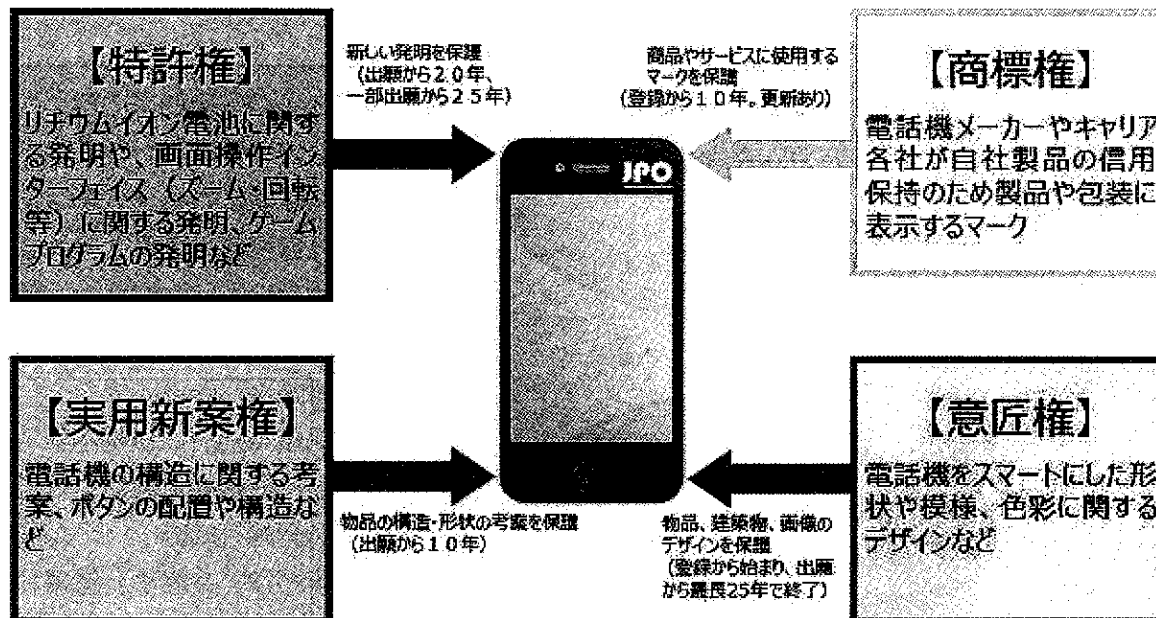 【特許権】
リチウムイオン電池に関す
る発明や、画面操作イン
ターフェイス（ズーム・回転
等）に関する発明、ゲーム
プログラムの発明など
新しい発明を保護
（出願から２０年、
一部出願から２５年）
商品やサービスに使用する
マークを保護
（登録から１０年。更新あり）
【商標権】
電話機メーカーやキャリア
各社が自社製品の信用
保持のため製品や包装に
表示するマーク
JPO
【実用新案権】
電話機の構造に関する考
案、ボタンの配置や構造な
ど
物品の構造・形状の考案を保護
（出願から１０年）
物品、建築物、画像の
デザインを保護
（登録から始まり、出願
から最長25年で終了）
【意匠権】
電話機をスマートにした形
状や模様、色彩に関する
デザインなど